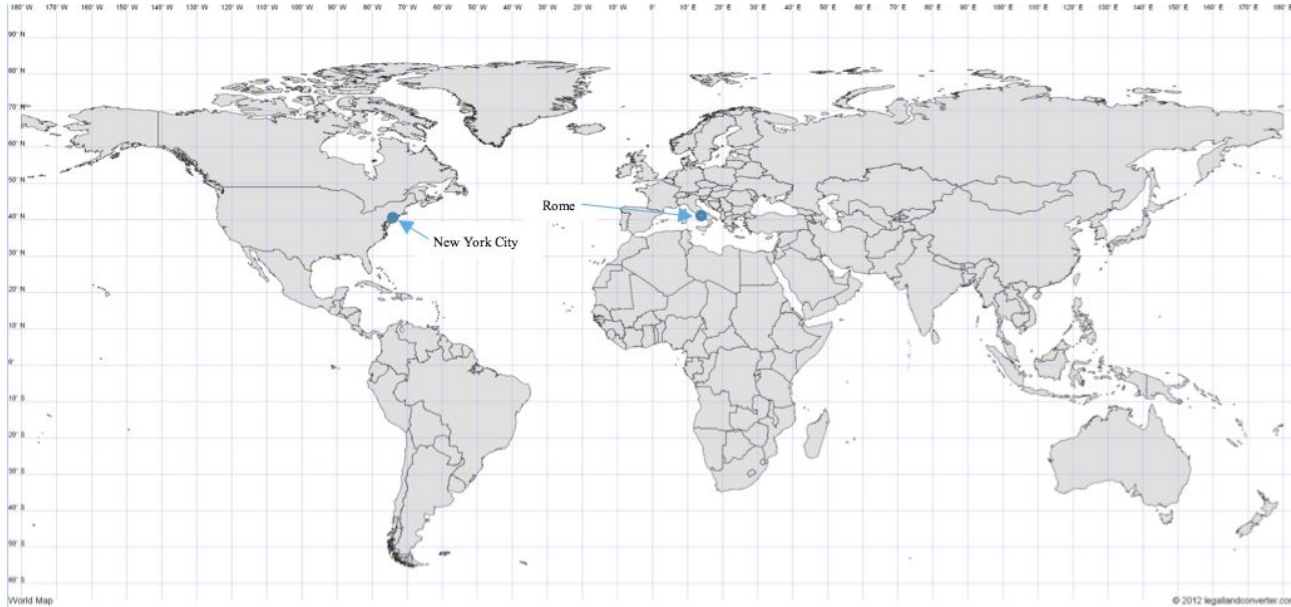 180° W 170° W 160° W 150° W 140° W 130° W 120° W 110° W 100° W 90° W 80° W 70° W 60° W 50° W 40° W 30° W 20° W 10° W 0° 10° E 20° E 30° E 40° E 50° E 60° E 70° E 80° E 90° E 100° E 110° E 120° E 130° E 140° E 150° E 160° E 170° E 180° E
90° N
80° N
70° N
60° N
50° N
Rome
40° N
New York City
30° N
20° N
10° N
0°
10° S
20° S
30° S
40° S
50° S
60° S
World Map
© 2012 legallandconverter.com